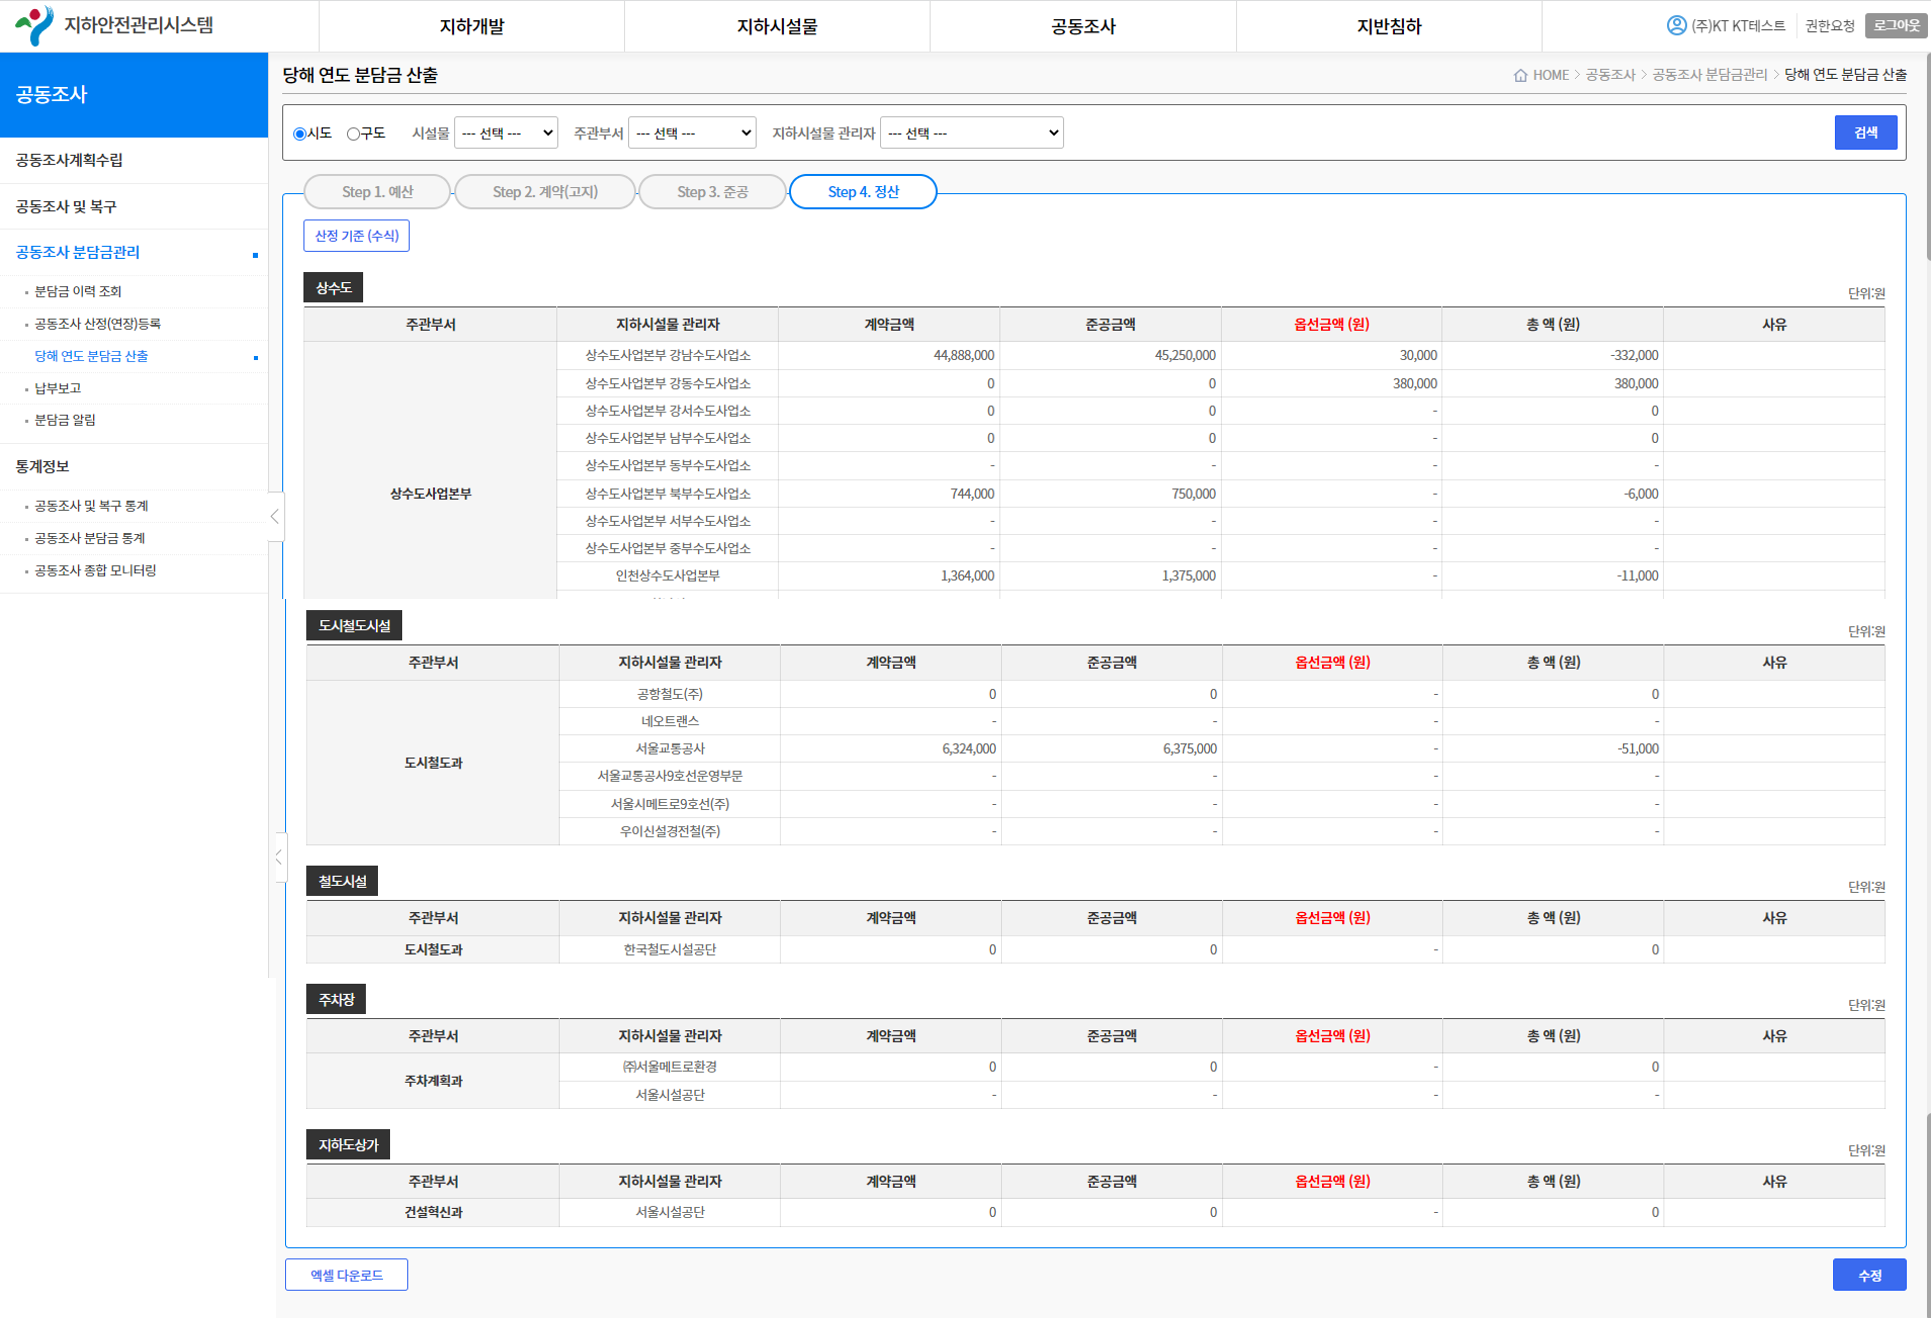 지하안전관리시스템 지하개발 지하시설물 공동조사 지반침하 (주)KT KT테스트 권한요청 로그아웃
공동조사
공동조사계획수립
공동조사 및 복구
공동조사 분담금관리
분담금 이력 조회
공동조사 산정(연장)등록
당해 연도 분담금 산출
납부보고
분담금 알림
통계정보
공동조사 및 복구 통계
공동조사 분담금 통계
공동조사 종합 모니터링
당해 연도 분담금 산출 HOME > 공동조사 > 공동조사 분담금관리 > 당해 연도 분담금 산출
시도 구도 시설물 --- 선택 --- 주관부서 --- 선택 --- 지하시설물 관리자 --- 선택 --- 검색
Step 1. 예산 Step 2. 계약(고지) Step 3. 준공 Step 4. 정산
산정 기준 (수식)
상수도 단위:원
주관부서 지하시설물 관리자 계약금액 준공금액 옵션금액 (원) 총 액 (원) 사유
상수도사업본부 강남수도사업소 44,888,000 45,250,000 30,000 -332,000
상수도사업본부 강동수도사업소 0 0 380,000 380,000
상수도사업본부 강서수도사업소 0 0 - 0
상수도사업본부 남부수도사업소 0 0 - 0
상수도사업본부 동부수도사업소 - - - -
상수도사업본부 상수도사업본부 북부수도사업소 744,000 750,000 - -6,000
상수도사업본부 서부수도사업소 - - - -
상수도사업본부 중부수도사업소 - - - -
인천상수도사업본부 1,364,000 1,375,000 - -11,000
도시철도시설 단위:원
주관부서 지하시설물 관리자 계약금액 준공금액 옵션금액 (원) 총 액 (원) 사유
공항철도(주) 0 0 - 0
네오트랜스 - - - -
서울교통공사 6,324,000 6,375,000 - -51,000
도시철도과
서울교통공사9호선운영부문 - - - -
서울시메트로9호선(주) - - - -
우이신설경전철(주) - - - -
철도시설 단위:원
주관부서 지하시설물 관리자 계약금액 준공금액 옵션금액 (원) 총 액 (원) 사유
도시철도과 한국철도시설공단 0 0 - 0
주차장 단위:원
주관부서 지하시설물 관리자 계약금액 준공금액 옵션금액 (원) 총 액 (원) 사유
㈜서울메트로환경 0 0 - 0
주차계획과
서울시설공단 - - - -
지하도상가 단위:원
주관부서 지하시설물 관리자 계약금액 준공금액 옵션금액 (원) 총 액 (원) 사유
건설혁신과 서울시설공단 0 0 - 0
엑셀 다운로드 수정